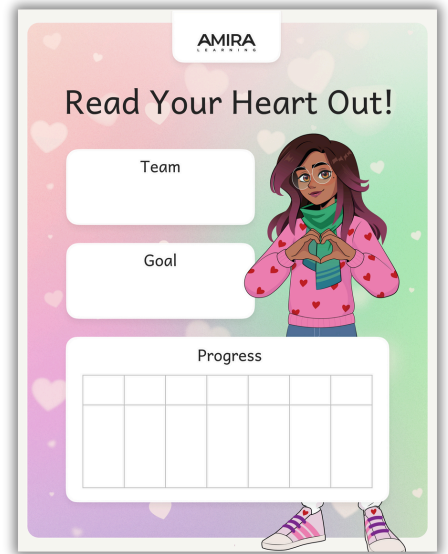 AMIRA
LEARNING
Read Your Heart Out!
Team
Goal
Progress